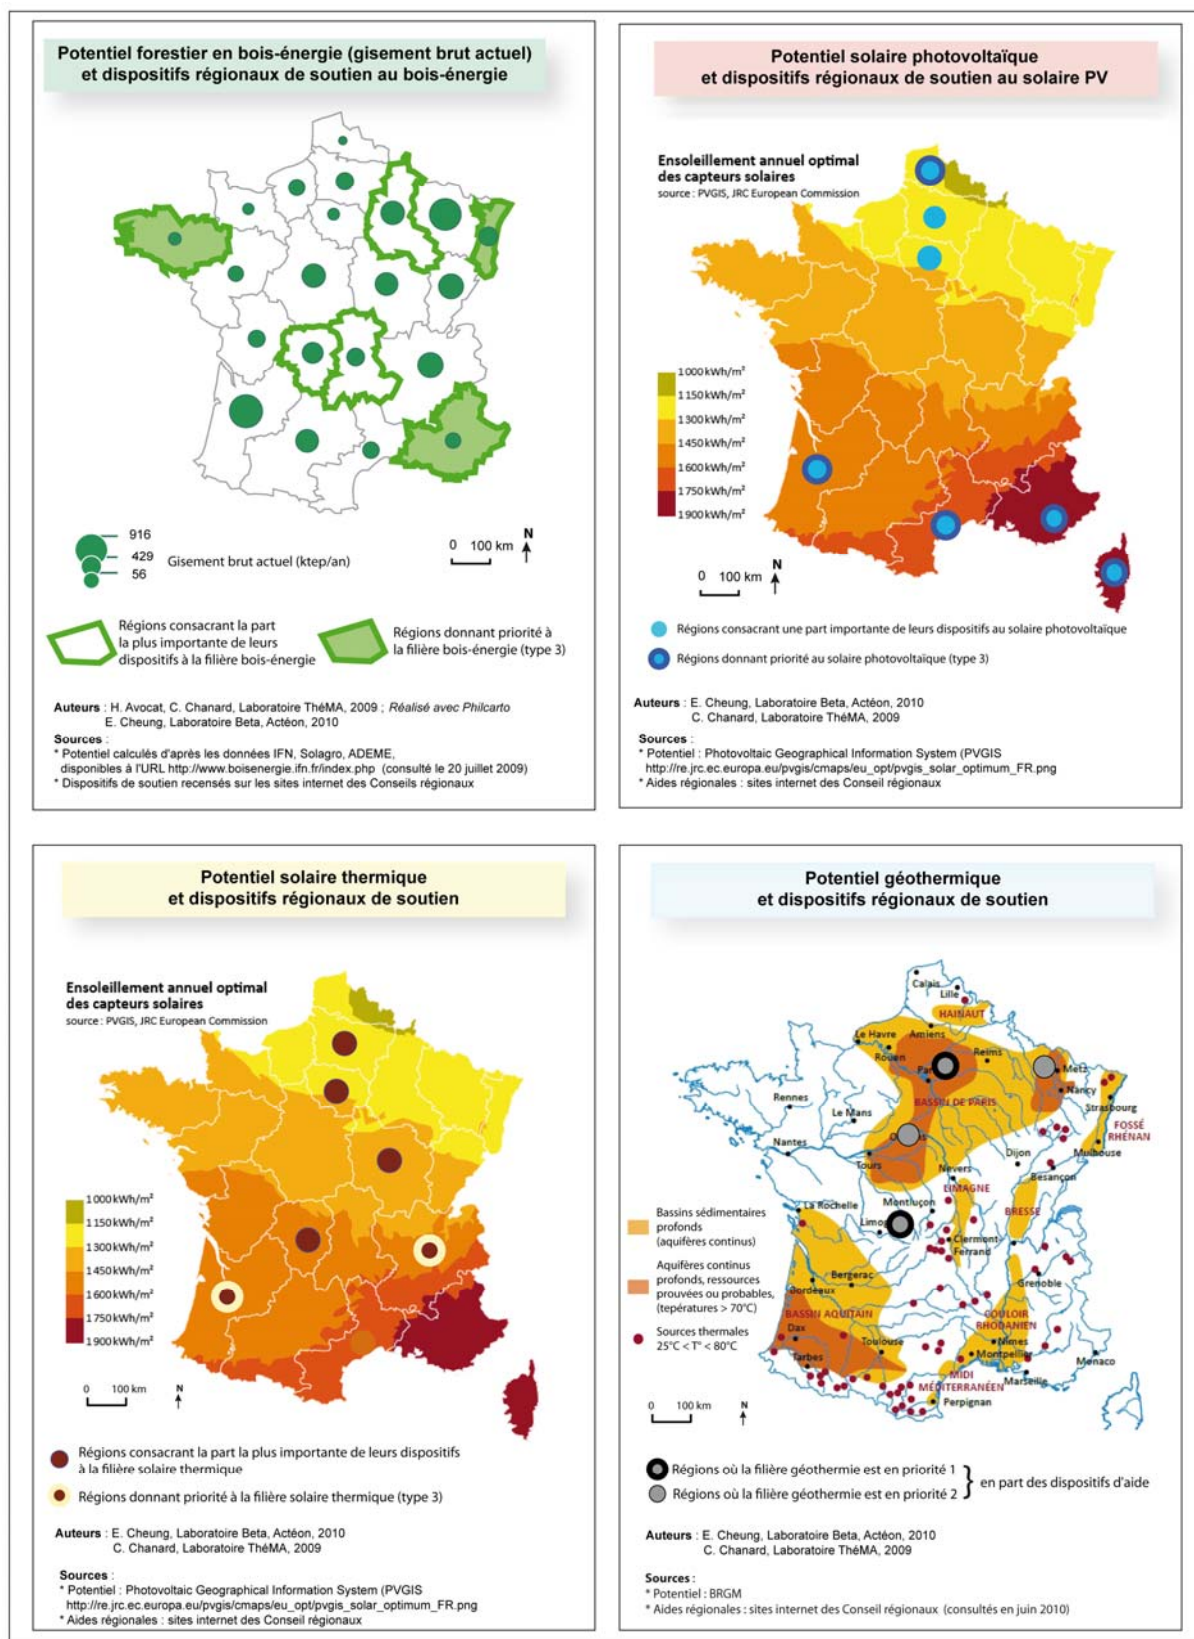 Potentiel forestier en bois-énergie (gisement brut actuel)
et dispositifs régionaux de soutien au bois-énergie
916
429
56
Gisement brut actuel (ktep/an)
0 100 km
N
Régions consacrant la part
la plus importante de leurs
dispositifs à la filière bois-énergie
Régions donnant priorité à
la filière bois-énergie (type 3)
Auteurs : H. Avocat, C. Chanard, Laboratoire ThéMA, 2009 ; Réalisé avec Philcarto
E. Cheung, Laboratoire Beta, Actéon, 2010
Sources :
* Potentiel calculés d'après les données IFN, Solagro, ADEME,
disponibles à l'URL http://www.boisenergie.ifn.fr/index.php (consulté le 20 juillet 2009)
* Dispositifs de soutien recensés sur les sites internet des Conseils régionaux
Potentiel solaire photovoltaïque
et dispositifs régionaux de soutien au solaire PV
Ensoleillement annuel optimal
des capteurs solaires
source : PVGIS, JRC European Commission
1000 kWh/m²
1150 kWh/m²
1300 kWh/m²
1450 kWh/m²
1600 kWh/m²
1750 kWh/m²
1900 kWh/m²
0 100 km
N
Régions consacrant une part importante de leurs dispositifs au solaire photovoltaïque
Régions donnant priorité au solaire photovoltaïque (type 3)
Auteurs : E. Cheung, Laboratoire Beta, Actéon, 2010
C. Chanard, Laboratoire ThéMA, 2009
Sources :
* Potentiel : Photovoltaic Geographical Information System (PVGIS
http://re.jrc.ec.europa.eu/pvgis/cmaps/eu_opt/pvgis_solar_optimum_FR.png
* Aides régionales : sites internet des Conseil régionaux
Potentiel solaire thermique
et dispositifs régionaux de soutien
Ensoleillement annuel optimal
des capteurs solaires
source : PVGIS, JRC European Commission
1000 kWh/m²
1150 kWh/m²
1300 kWh/m²
1450 kWh/m²
1600 kWh/m²
1750 kWh/m²
1900 kWh/m²
0 100 km
N
Régions consacrant la part la plus importante de leurs dispositifs
à la filière solaire thermique
Régions donnant priorité à la filière solaire thermique (type 3)
Auteurs : E. Cheung, Laboratoire Beta, Actéon, 2010
C. Chanard, Laboratoire ThéMA, 2009
Sources :
* Potentiel : Photovoltaic Geographical Information System (PVGIS
http://re.jrc.ec.europa.eu/pvgis/cmaps/eu_opt/pvgis_solar_optimum_FR.png
* Aides régionales : sites internet des Conseil régionaux
Potentiel géothermique
et dispositifs régionaux de soutien
Calais
Lille
HAINAUT
Le Havre
Amiens
Rouen
Reims
Metz
Nancy
BASSIN DE PARIS
Strasbourg
Rennes
Le Mans
FOSSÉ
RHÉNAN
Nantes
Tours
Dijon
Mulhouse
Nevers
Besançon
LIMAGNE
La Rochelle
Montluçon
BRESSE
Clermont-
Ferrand
Bergerac
Grenoble
Bordeaux
BASSIN AQUITAIN
COULOIR
RHODANIEN
Dax
Toulouse
Nîmes
Montpellier
Tarbes
Monaco
MIDI
MÉDITERRANÉEN
Marseille
Perpignan
Bassins sédimentaires
profonds
(aquifères continus)
Aquifères continus
profonds, ressources
prouvées ou probables,
(tepératures > 70°C)
Sources thermales
25°C < T° < 80°C
0 100 km
N
Régions où la filière géothermie est en priorité 1
Régions où la filière géothermie est en priorité 2
} en part des dispositifs d'aide
Auteurs : E. Cheung, Laboratoire Beta, Actéon, 2010
C. Chanard, Laboratoire ThéMA, 2009
Sources :
* Potentiel : BRGM
* Aides régionales : sites internet des Conseil régionaux (consultés en juin 2010)